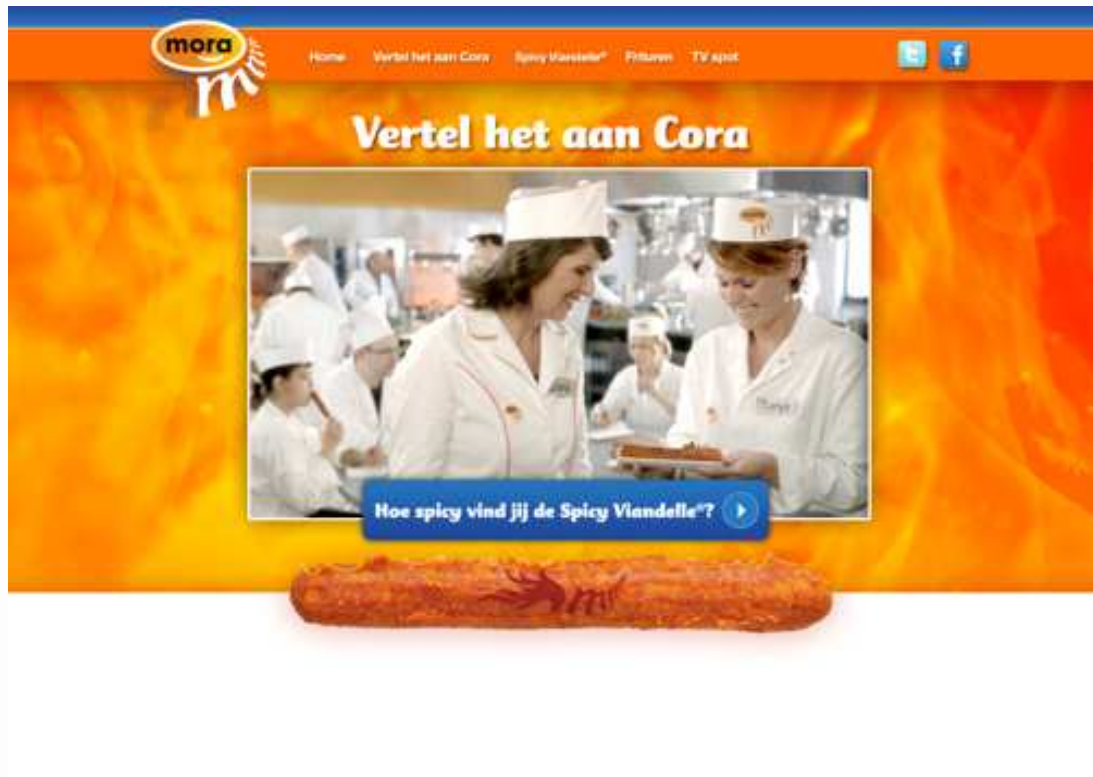 mora
m
Home Vertel het aan Cora Spicy Viandelle® Frituren TV spot
t f
Vertel het aan Cora
mora
Hoe spicy vind jij de Spicy Viandelle®?
m